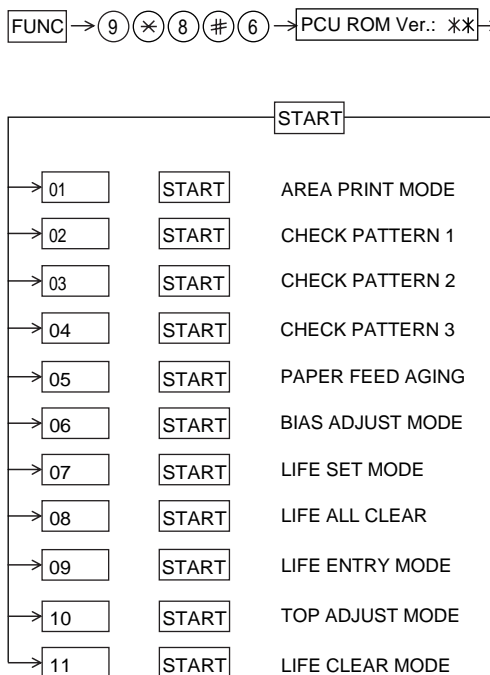 FUNC → 9 * 8 # 6 → PCU ROM Ver.: **
START
01 START AREA PRINT MODE
02 START CHECK PATTERN 1
03 START CHECK PATTERN 2
04 START CHECK PATTERN 3
05 START PAPER FEED AGING
06 START BIAS ADJUST MODE
07 START LIFE SET MODE
08 START LIFE ALL CLEAR
09 START LIFE ENTRY MODE
10 START TOP ADJUST MODE
11 START LIFE CLEAR MODE